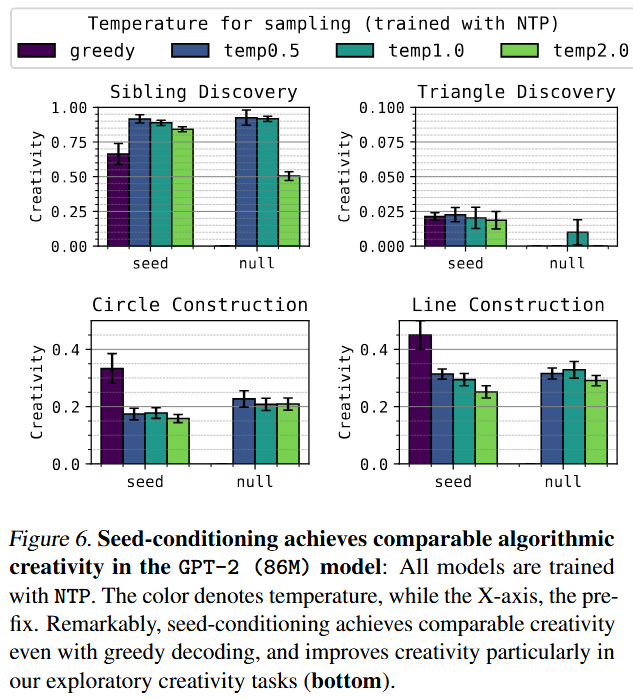 Temperature for sampling (trained with NTP)
greedy temp0.5 temp1.0 temp2.0
Sibling Discovery
Creativity
1.00
0.75
0.50
0.25
0.00
seed null
Triangle Discovery
Creativity
0.100
0.075
0.050
0.025
0.000
seed null
Circle Construction
Creativity
0.4
0.2
0.0
seed null
Line Construction
Creativity
0.4
0.2
0.0
seed null
Figure 6. Seed-conditioning achieves comparable algorithmic
creativity in the GPT-2 (86M) model: All models are trained
with NTP. The color denotes temperature, while the X-axis, the pre-
fix. Remarkably, seed-conditioning achieves comparable creativity
even with greedy decoding, and improves creativity particularly in
our exploratory creativity tasks (bottom).